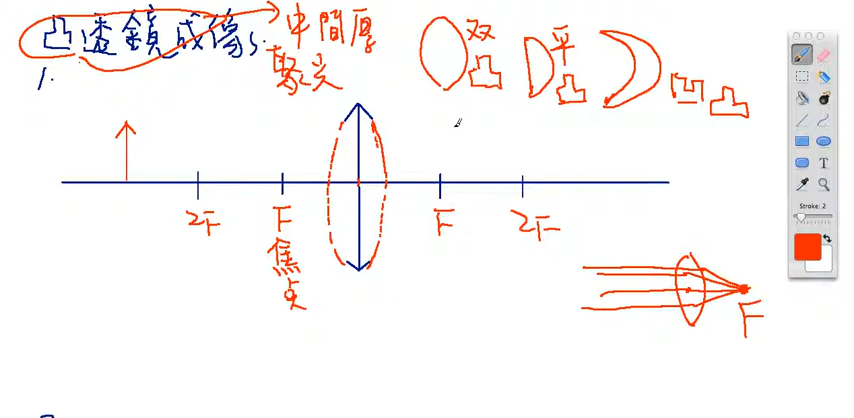 凸透鏡成像:
中間厚
聚光
双凸
平凸
凹凸
1.
2F F F 2F
焦点
F
T
Stroke: 2